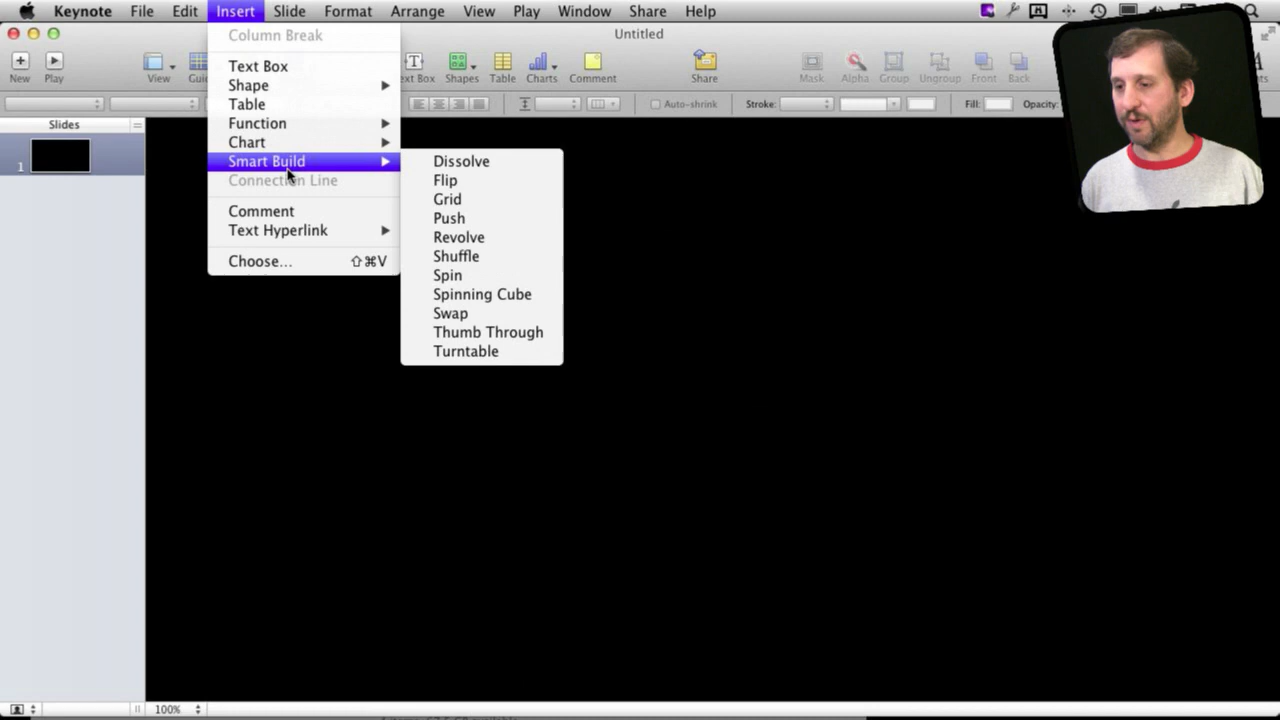 Keynote File Edit Insert Slide Format Arrange View Play Window Share Help
Untitled
New Play View Text Box Shapes Table Charts Comment Share Mask Alpha Group Ungroup Front Back
Auto-shrink Stroke: Fill: Opacity:
Slides
1
Column Break
Text Box
Shape
Table
Function
Chart
Smart Build
Connection Line
Comment
Text Hyperlink
Choose... ⇧⌘V
Dissolve
Flip
Grid
Push
Revolve
Shuffle
Spin
Spinning Cube
Swap
Thumb Through
Turntable
100%